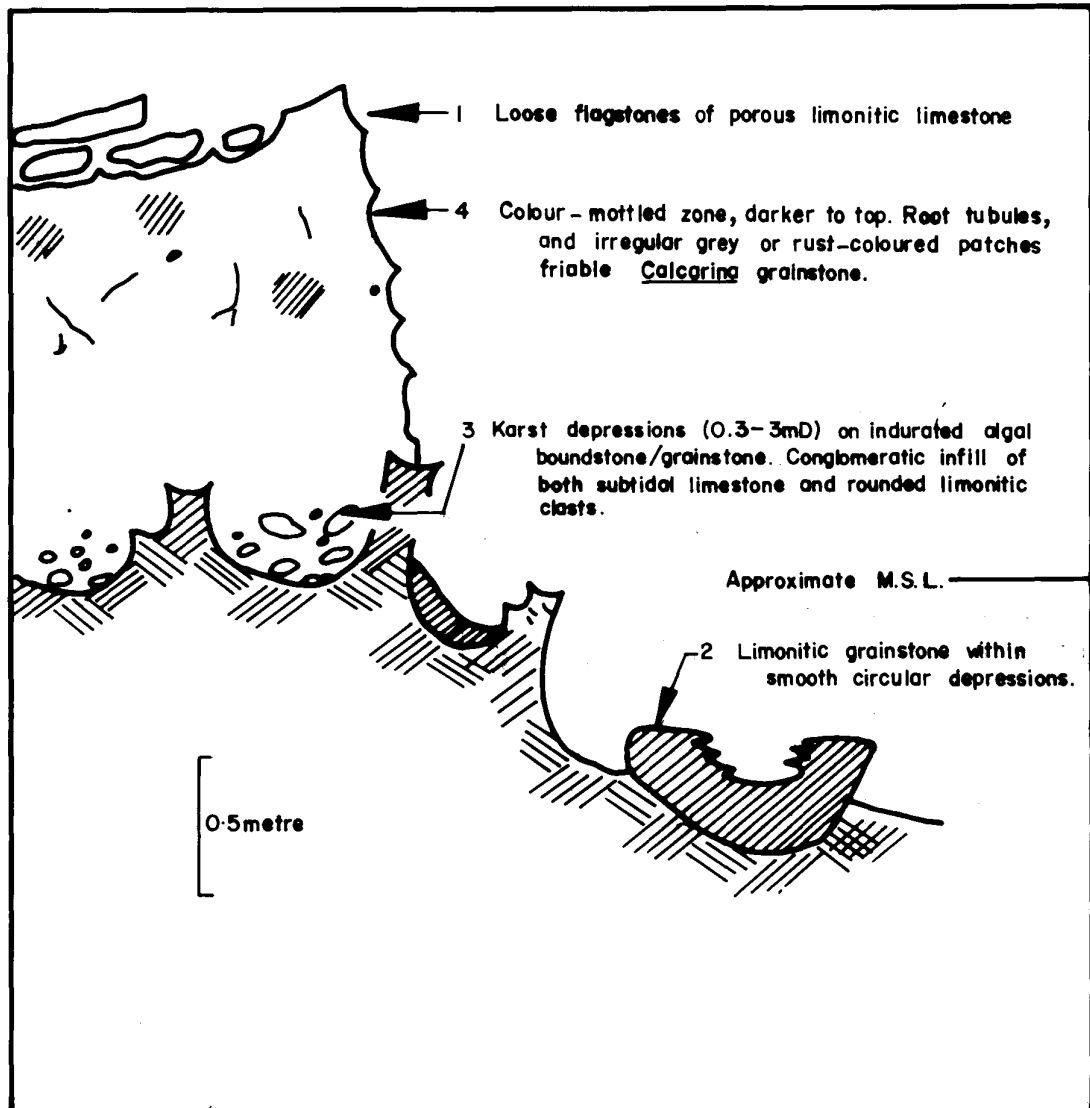 1 Loose flagstones of porous limonitic limestone
4 Colour-mottled zone, darker to top. Root tubules,
and irregular grey or rust-coloured patches
friable Calcarina grainstone.
3 Karst depressions (0.3-3mD) on indurated algal
boundstone/grainstone. Conglomeratic infill of
both subtidal limestone and rounded limonitic
clasts.
Approximate M.S.L.
2 Limonitic grainstone within
smooth circular depressions.
0·5metre